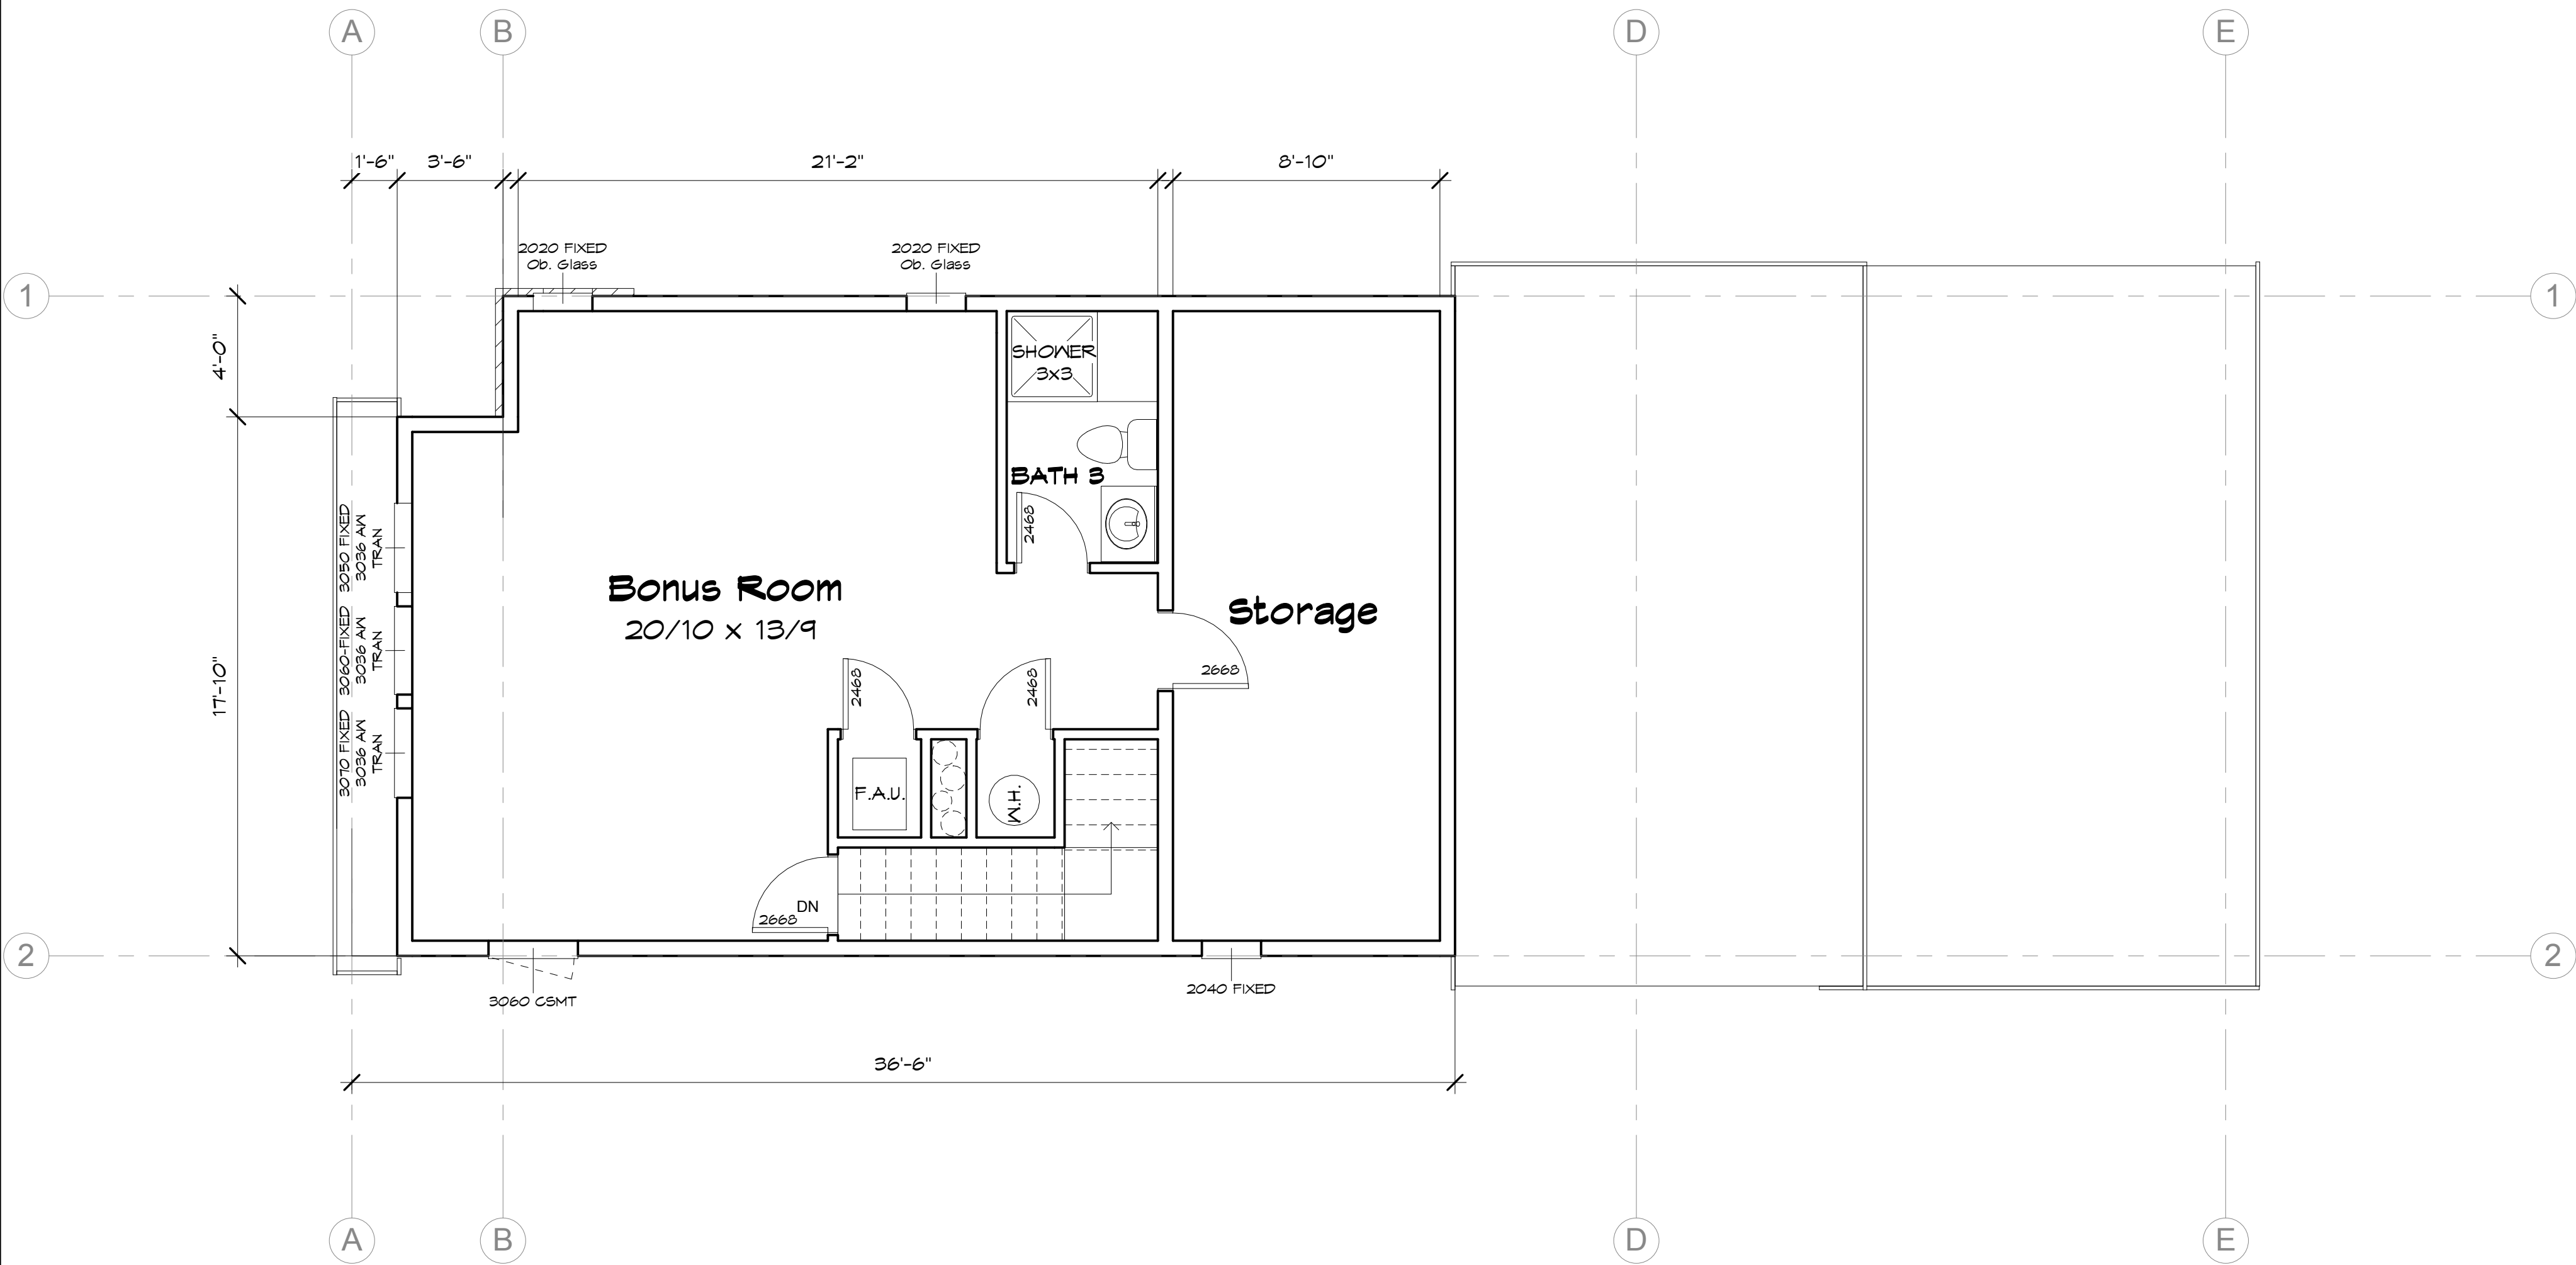 A
B
D
E
1'-6"
3'-6"
21'-2"
8'-10"
2020 FIXED
Ob. Glass
2020 FIXED
Ob. Glass
1
1
4'-0"
SHOWER
3x3
BATH 3
2468
3050 FIXED
3036 AW
TRAN
Bonus Room
20/10 x 13/9
Storage
3060-FIXED
3036 AW
TRAN
17'-10"
2468
2468
2668
3070 FIXED
3036 AW
TRAN
F.A.U.
W.H.
DN
2668
2
2
3060 CSMT
2040 FIXED
36'-6"
A
B
D
E